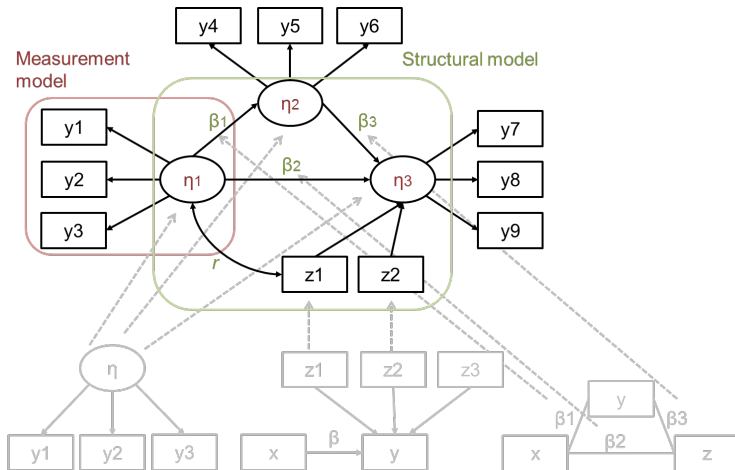 y4 y5 y6
Measurement
model
Structural model
η2
β1
β3
y1
y7
β2
y2
η1
η3
y8
y3
y9
r
z1 z2
η
z1 z2 z3
y
β1
β3
β
β2
y1 y2 y3
x
y
x
z